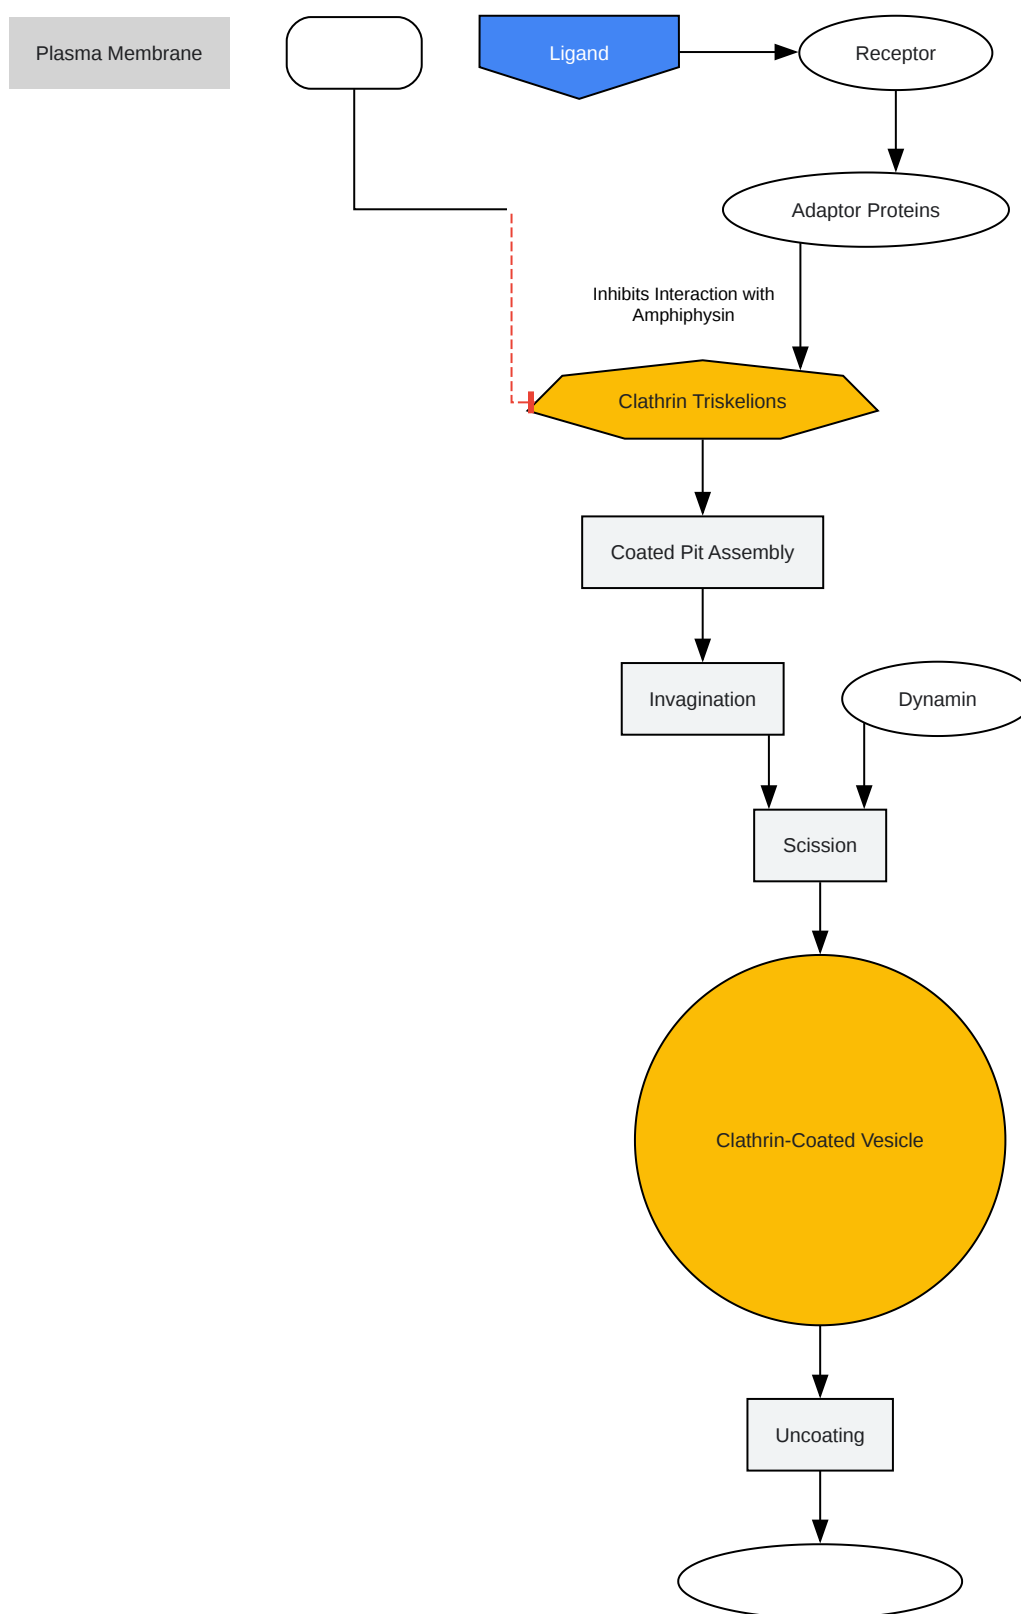 Plasma Membrane
Ligand
Receptor
Adaptor Proteins
Inhibits Interaction with
Amphiphysin
Clathrin Triskelions
Coated Pit Assembly
Invagination
Dynamin
Scission
Clathrin-Coated Vesicle
Uncoating